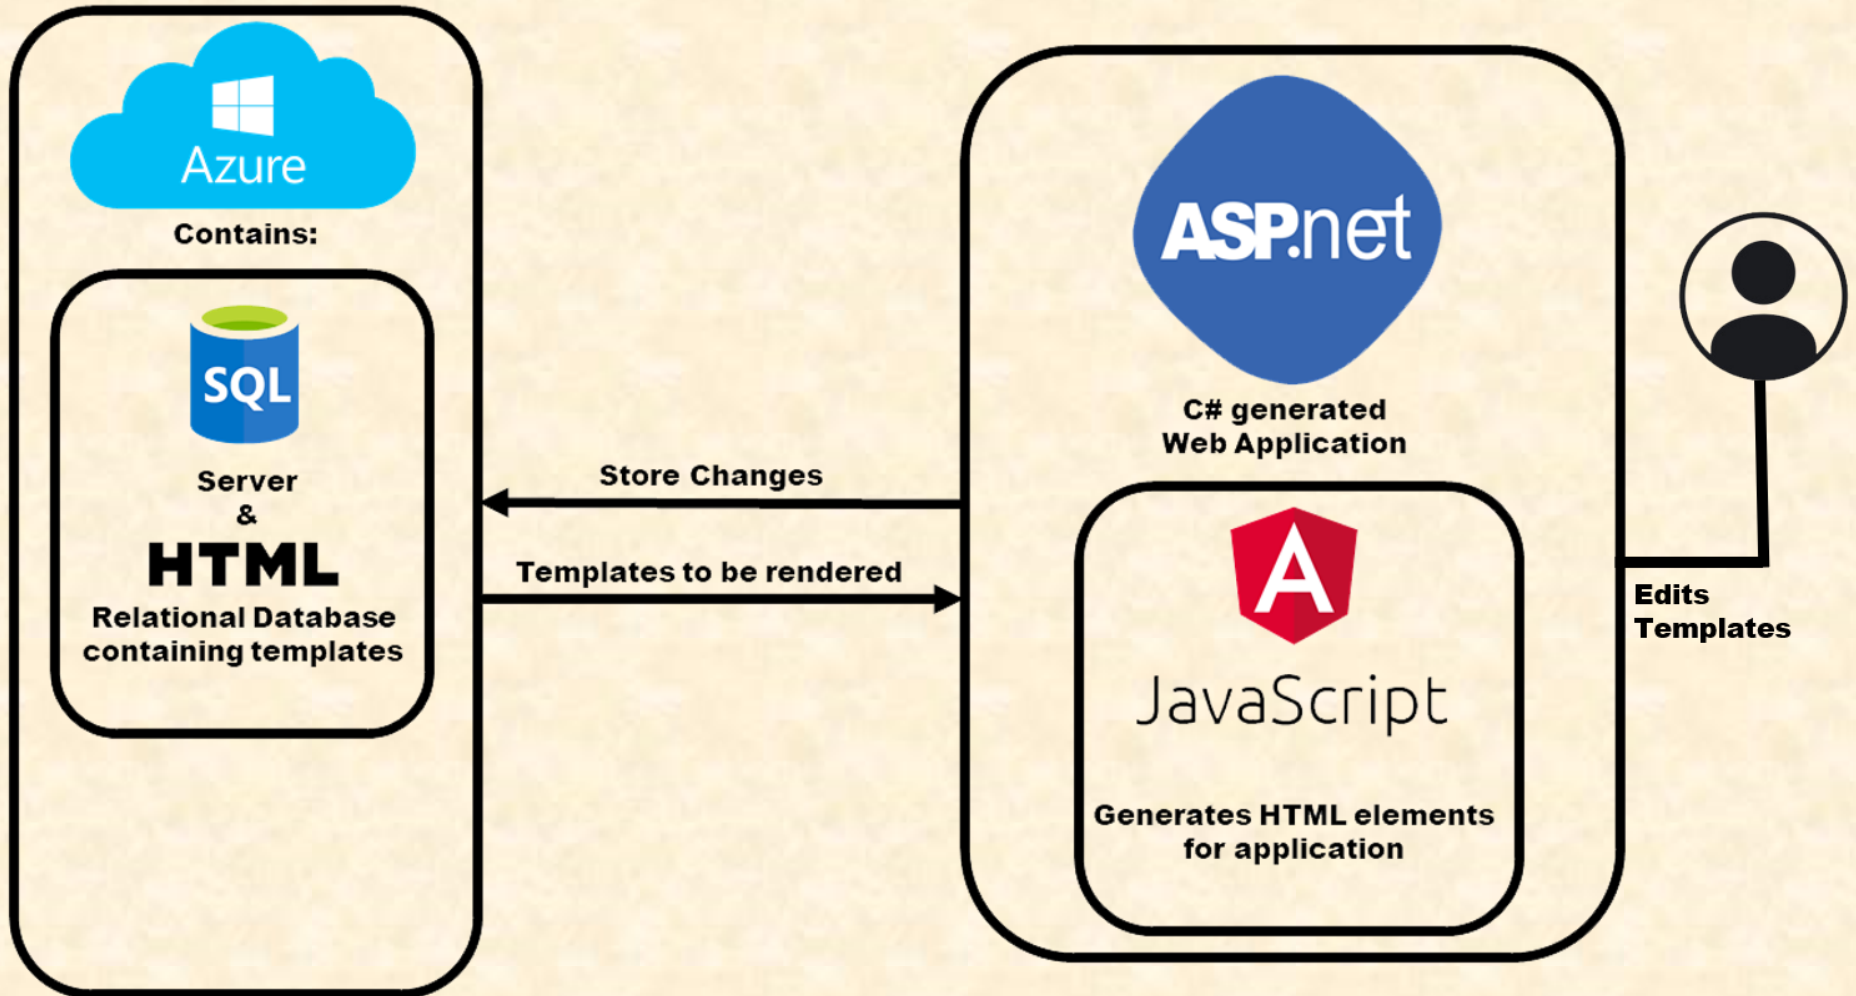 Azure
Contains:
SQL
Server
&
HTML
Relational Database
containing templates
Store Changes
Templates to be rendered
ASP.net
C# generated
Web Application
A
JavaScript
Generates HTML elements
for application
Edits
Templates